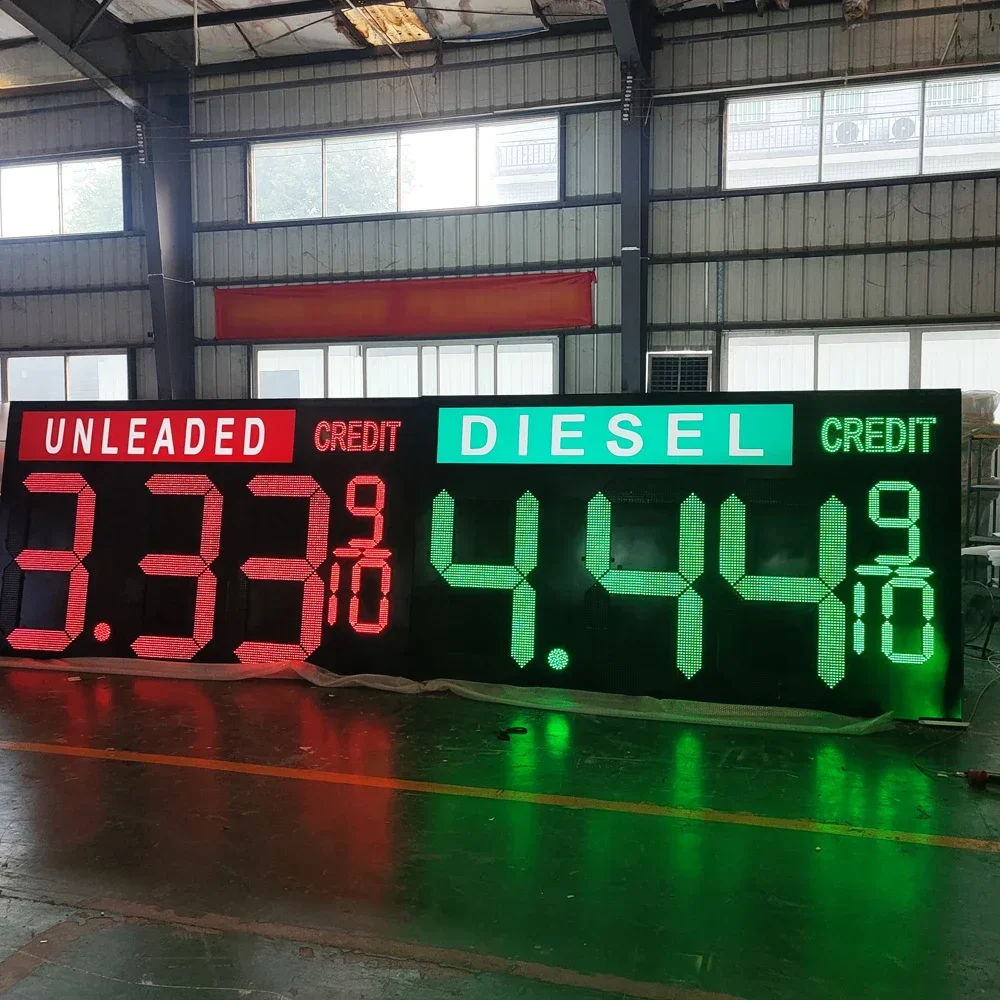 UNLEADED CREDIT
3.33 9/10
DIESEL CREDIT
4.44 9/10